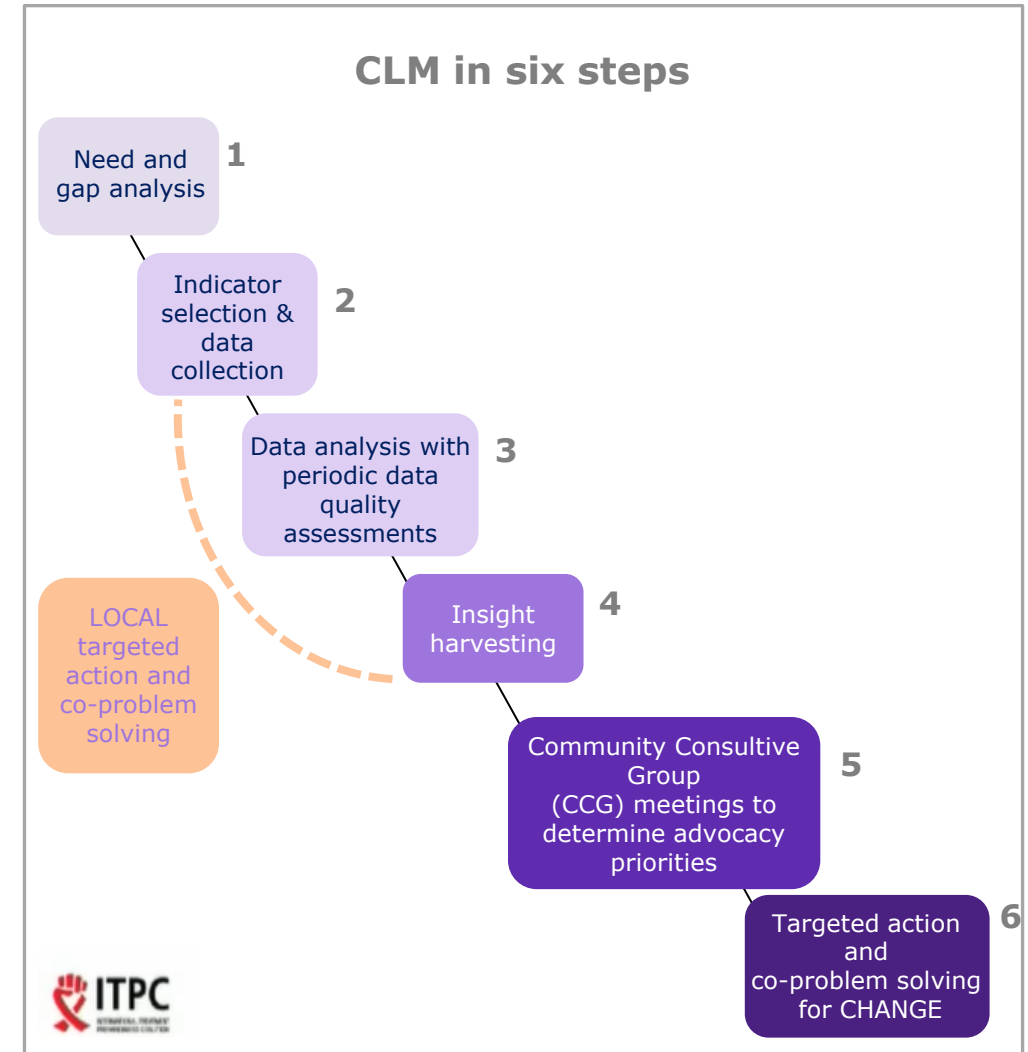 CLM in six steps
Need and
gap analysis
1
Indicator
selection &
data
collection
2
Data analysis with
periodic data
quality
assessments
3
LOCAL
targeted
action and
co-problem
solving
Insight
harvesting
4
Community Consultive
Group
(CCG) meetings to
determine advocacy
priorities
5
Targeted action
and
co-problem solving
for CHANGE
6
ITPC